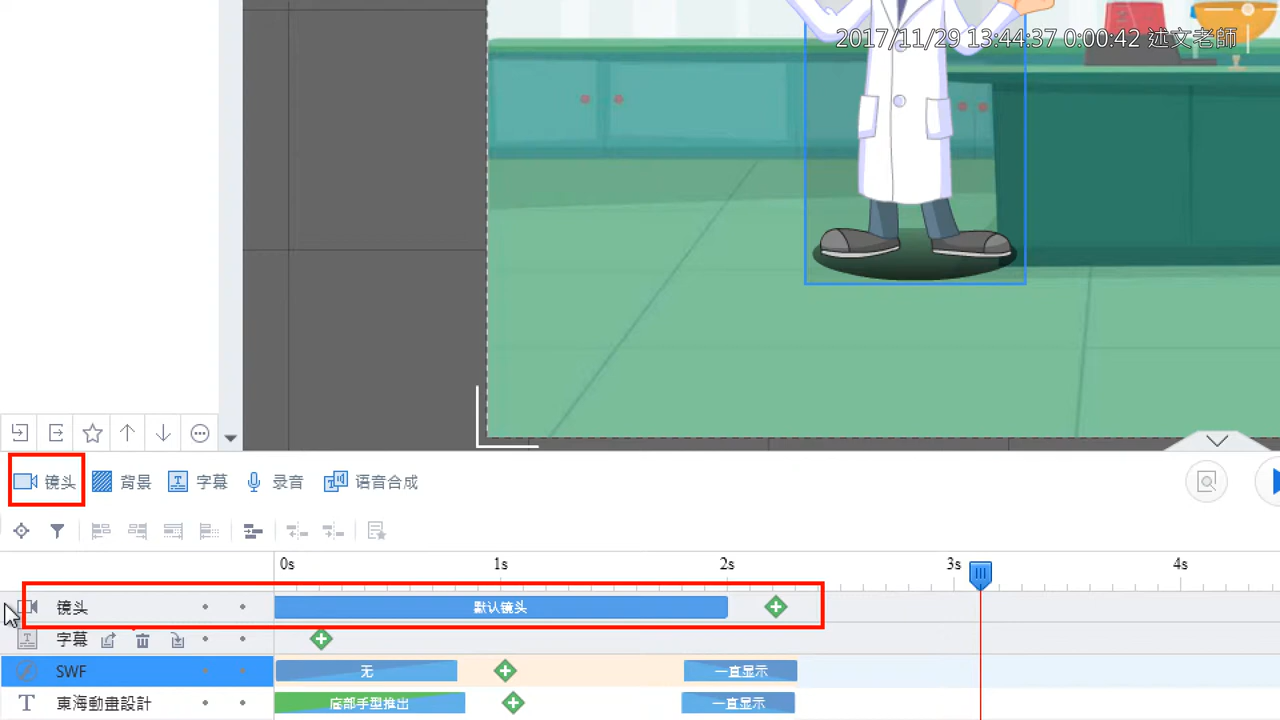 2017/11/29 13:44:37 0:00:42 述文老師
镜头 背景 字幕 录音 语音合成
0s 1s 2s 3s 4s
镜头 默认镜头
字幕
SWF 无 一直显示
東海動畫設計 底部手型推出 一直显示